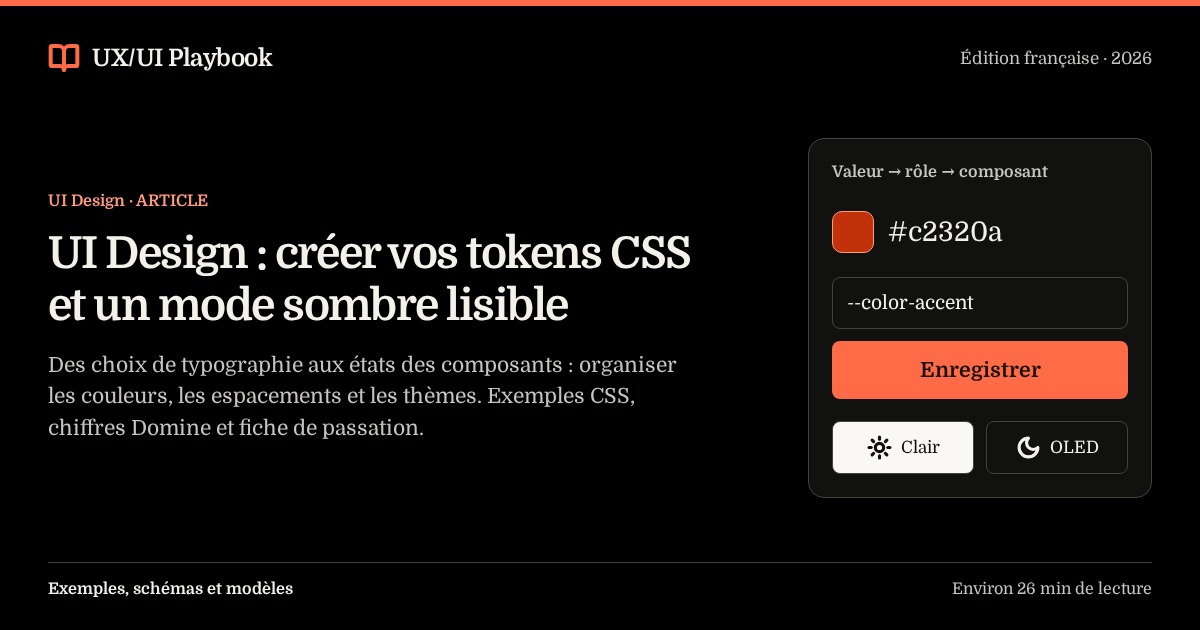 UX/UI Playbook
Édition française · 2026
UI Design · ARTICLE
UI Design : créer vos tokens CSS
et un mode sombre lisible
Des choix de typographie aux états des composants : organiser
les couleurs, les espacements et les thèmes. Exemples CSS,
chiffres Domine et fiche de passation.
Valeur → rôle → composant
#c2320a
--color-accent
Enregistrer
Clair
OLED
Exemples, schémas et modèles
Environ 26 min de lecture